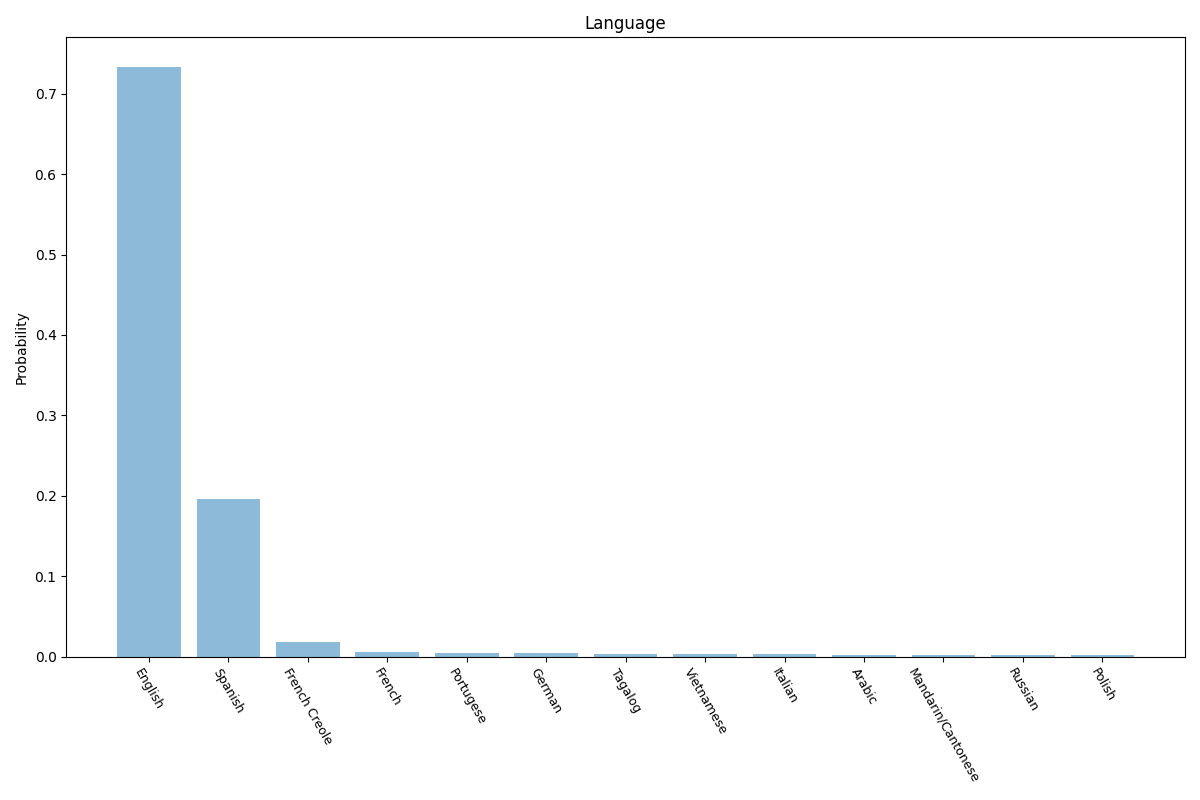 Language
Probability
0.7
0.6
0.5
0.4
0.3
0.2
0.1
0.0
English
Spanish
French Creole
French
Portugese
German
Tagalog
Vietnamese
Italian
Arabic
Mandarin/Cantonese
Russian
Polish